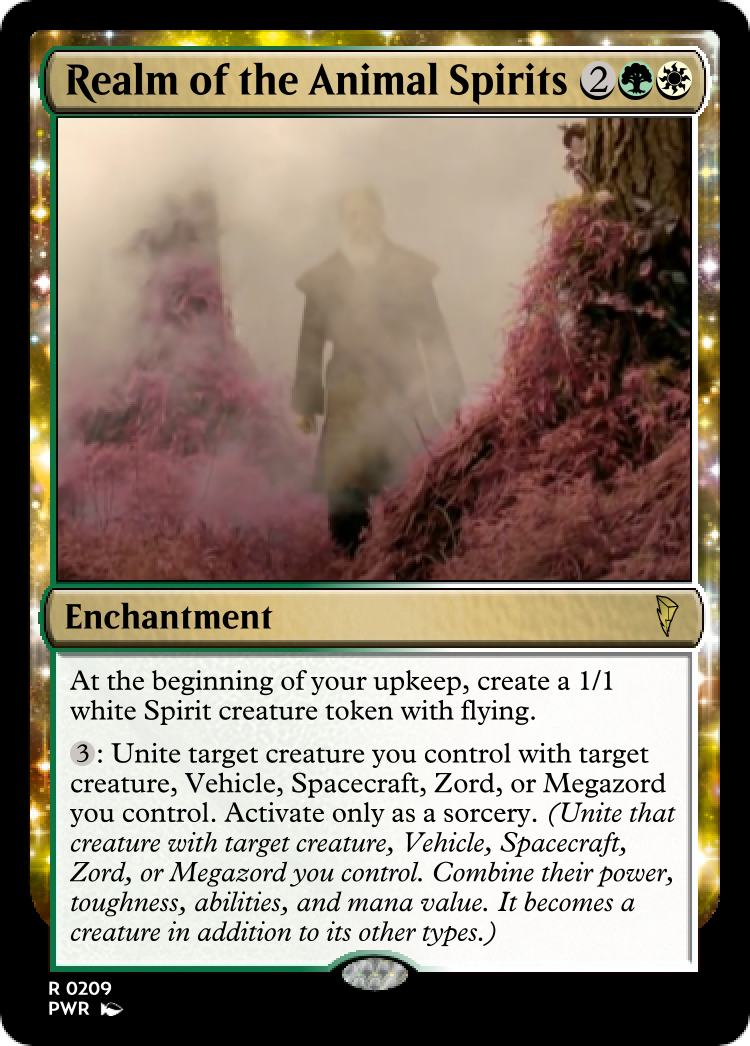 Realm of the Animal Spirits 2
Enchantment
At the beginning of your upkeep, create a 1/1
white Spirit creature token with flying.
3: Unite target creature you control with target
creature, Vehicle, Spacecraft, Zord, or Megazord
you control. Activate only as a sorcery. (Unite that
creature with target creature, Vehicle, Spacecraft,
Zord, or Megazord you control. Combine their power,
toughness, abilities, and mana value. It becomes a
creature in addition to its other types.)
R 0209
PWR